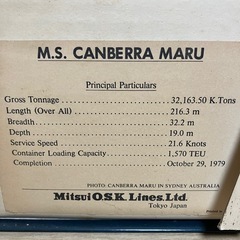 M.S. CANBERRA MARU
Principal Particulars
Gross Tonnage ........ 32,163.50 K.Tons
Length (Over All) ........ 216.3 m
Breadth ........ 32.2 m
Depth ........ 19.0 m
Service Speed ........ 21.6 Knots
Container Loading Capacity ........ 1,570 TEU
Completion ........ October 29, 1979
PHOTO: CANBERRA MARU IN SYDNEY AUSTRALIA
Mitsui O.S.K. Lines, Ltd.
Tokyo Japan